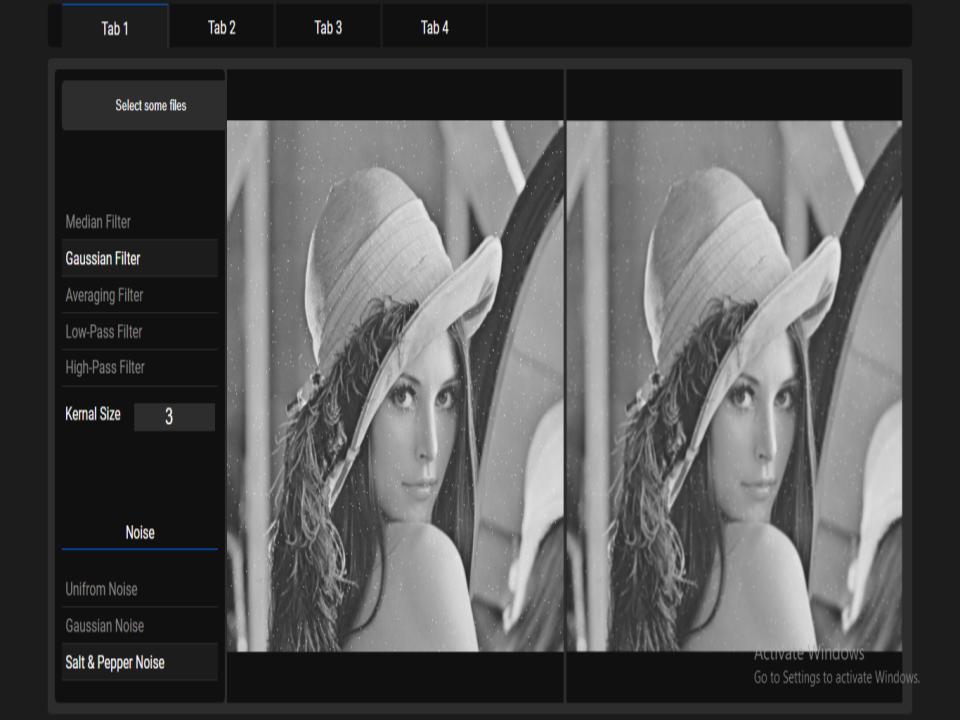 Tab 1
Tab 2
Tab 3
Tab 4
Select some files
Median Filter
Gaussian Filter
Averaging Filter
Low-Pass Filter
High-Pass Filter
Kernal Size
3
Noise
Unifrom Noise
Gaussian Noise
Salt & Pepper Noise
Activate Windows
Go to Settings to activate Windows.